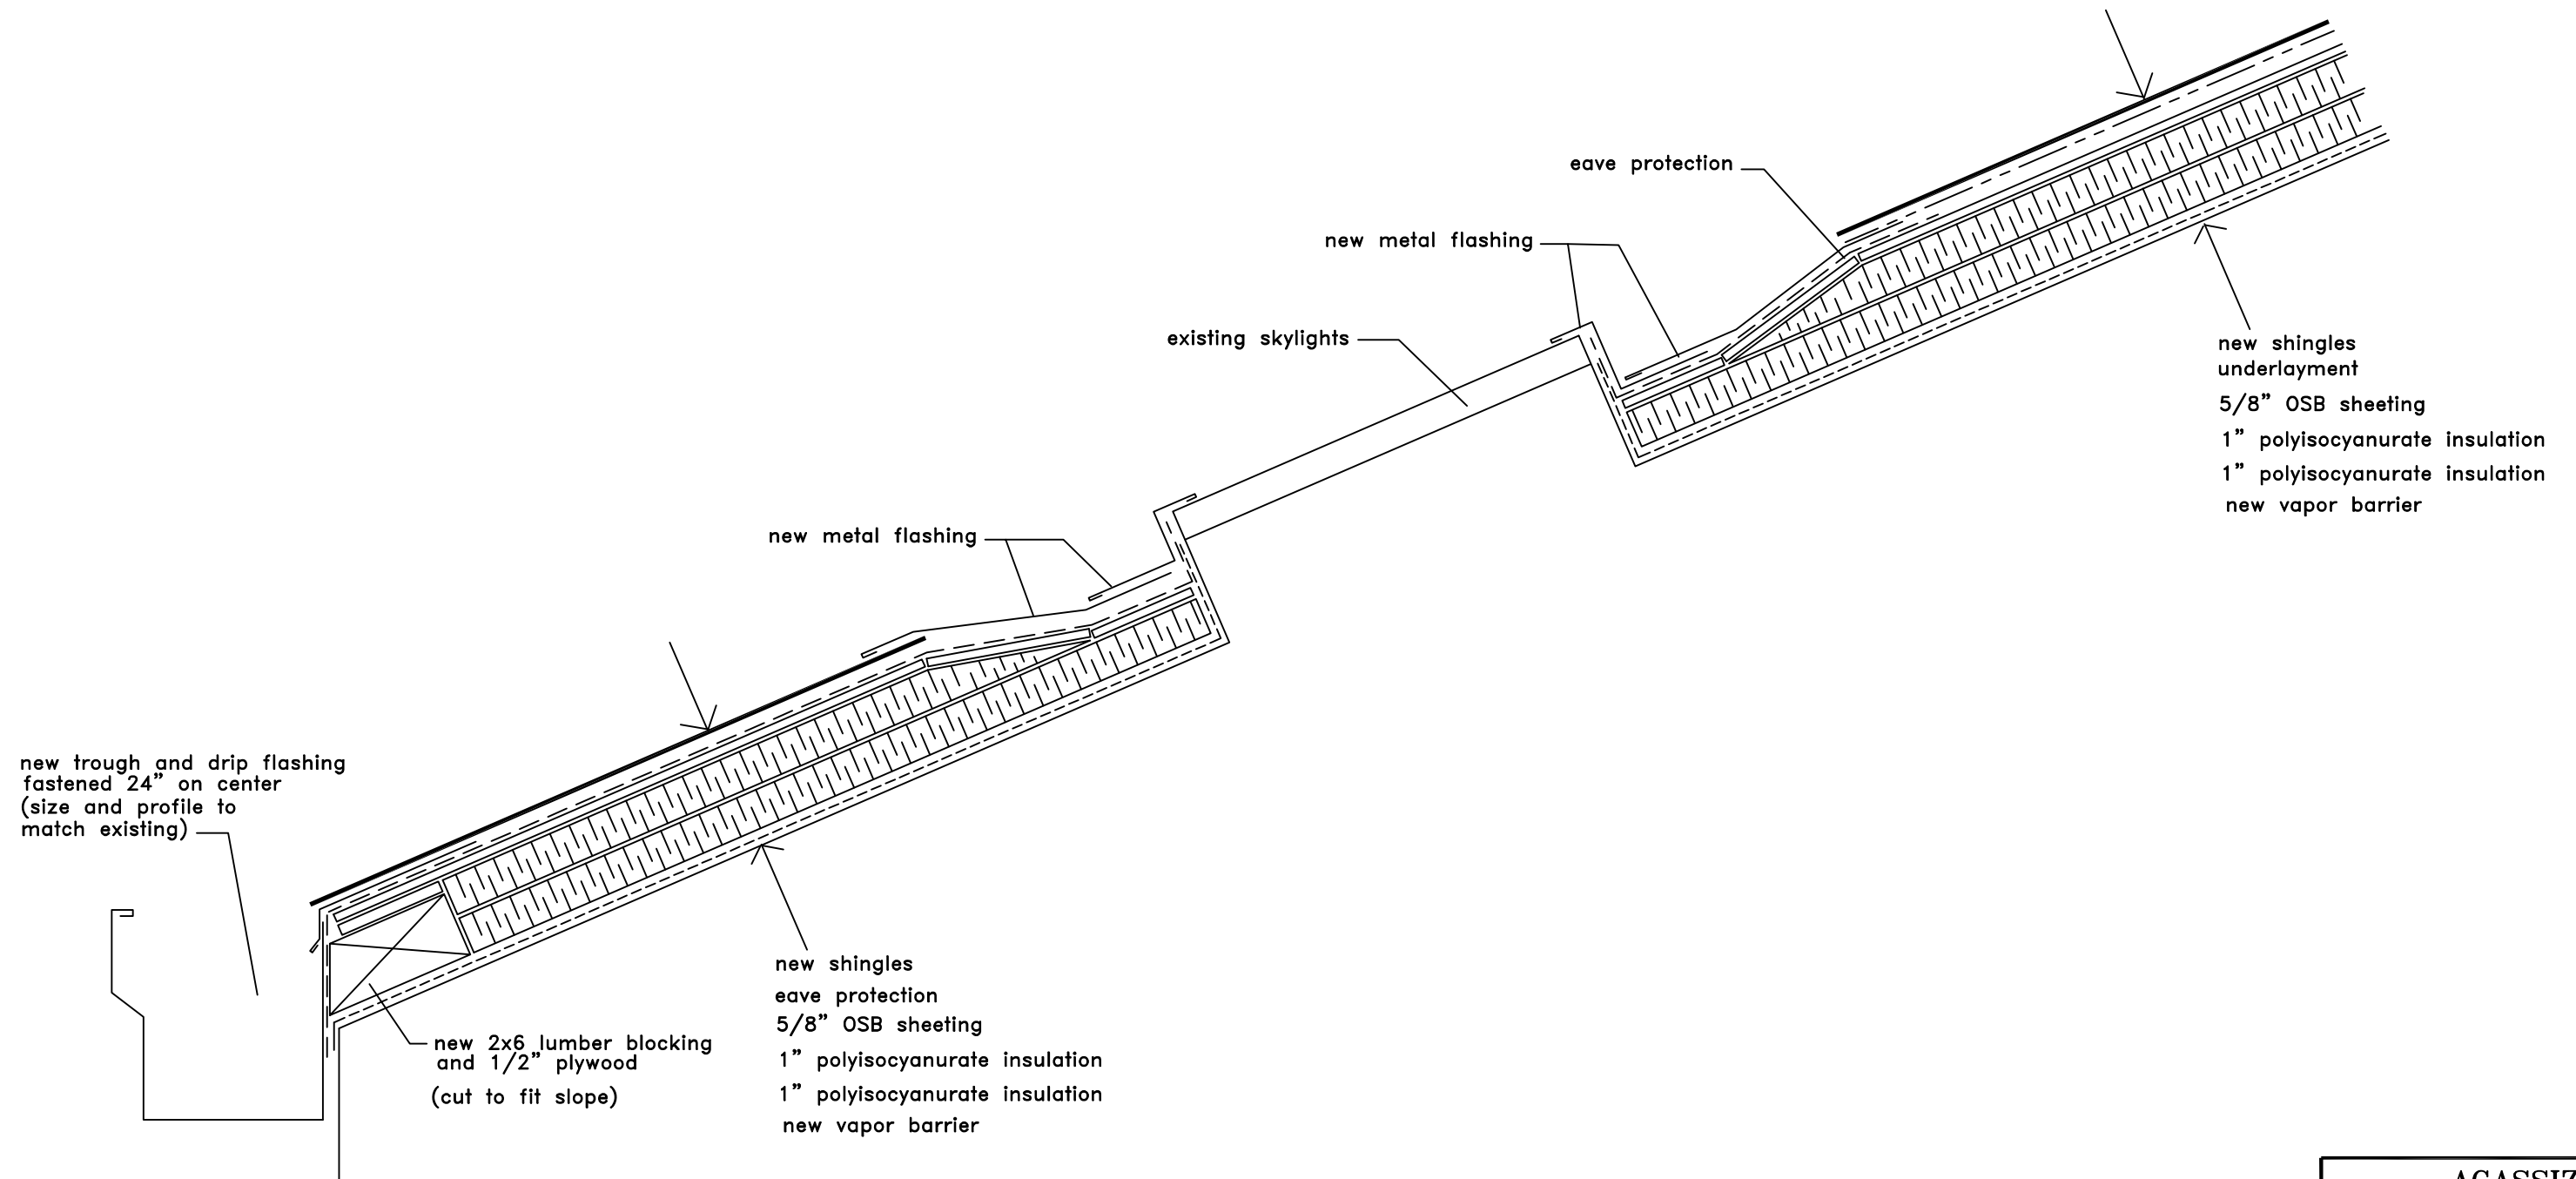 eave protection
new metal flashing
existing skylights
new shingles
underlayment
5/8" OSB sheeting
1" polyisocyanurate insulation
1" polyisocyanurate insulation
new vapor barrier
new metal flashing
new trough and drip flashing
fastened 24" on center
(size and profile to
match existing)
new shingles
eave protection
5/8" OSB sheeting
1" polyisocyanurate insulation
1" polyisocyanurate insulation
new vapor barrier
new 2x6 lumber blocking
and 1/2" plywood
(cut to fit slope)
AGASSIZ